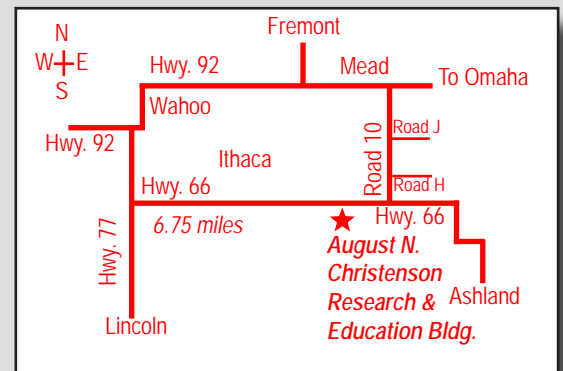 N
W E
S
Fremont
Hwy. 92
Mead
To Omaha
Wahoo
Hwy. 92
Road 10
Road J
Ithaca
Road H
Hwy. 66
Hwy. 77
6.75 miles
Hwy. 66
August N.
Christenson
Research &
Education Bldg.
Ashland
Lincoln